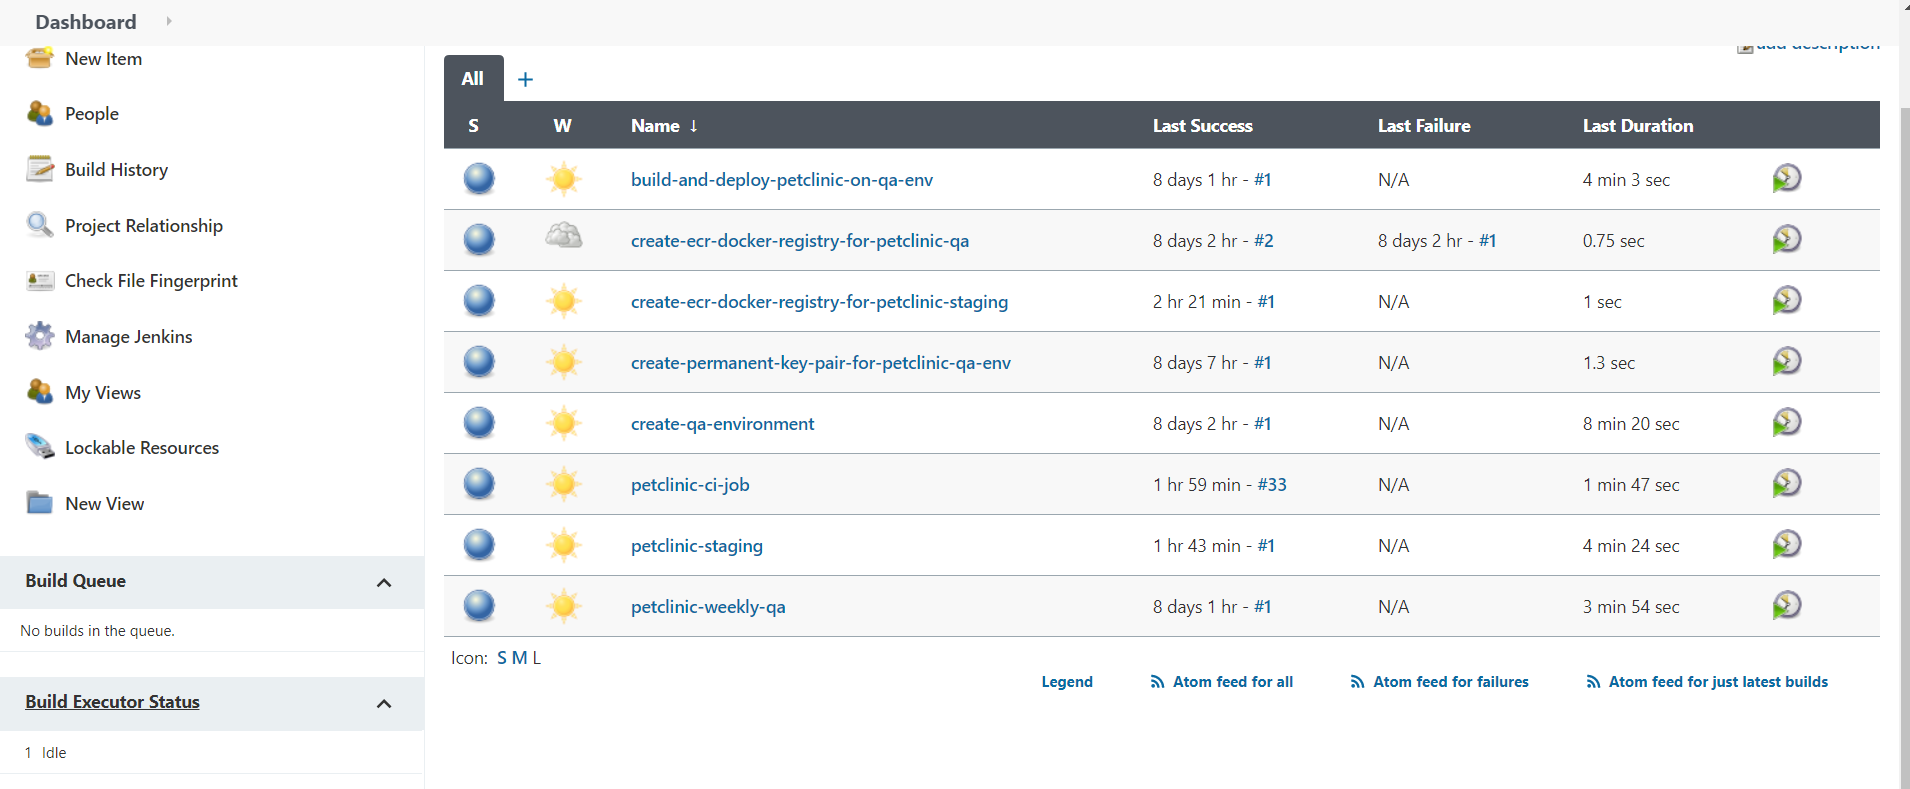 Dashboard
add description
New Item
People
Build History
Project Relationship
Check File Fingerprint
Manage Jenkins
My Views
Lockable Resources
New View
Build Queue
No builds in the queue.
Build Executor Status
1 Idle
All +
S W Name ↓ Last Success Last Failure Last Duration
build-and-deploy-petclinic-on-qa-env 8 days 1 hr - #1 N/A 4 min 3 sec
create-ecr-docker-registry-for-petclinic-qa 8 days 2 hr - #2 8 days 2 hr - #1 0.75 sec
create-ecr-docker-registry-for-petclinic-staging 2 hr 21 min - #1 N/A 1 sec
create-permanent-key-pair-for-petclinic-qa-env 8 days 7 hr - #1 N/A 1.3 sec
create-qa-environment 8 days 2 hr - #1 N/A 8 min 20 sec
petclinic-ci-job 1 hr 59 min - #33 N/A 1 min 47 sec
petclinic-staging 1 hr 43 min - #1 N/A 4 min 24 sec
petclinic-weekly-qa 8 days 1 hr - #1 N/A 3 min 54 sec
Icon: S M L
Legend Atom feed for all Atom feed for failures Atom feed for just latest builds